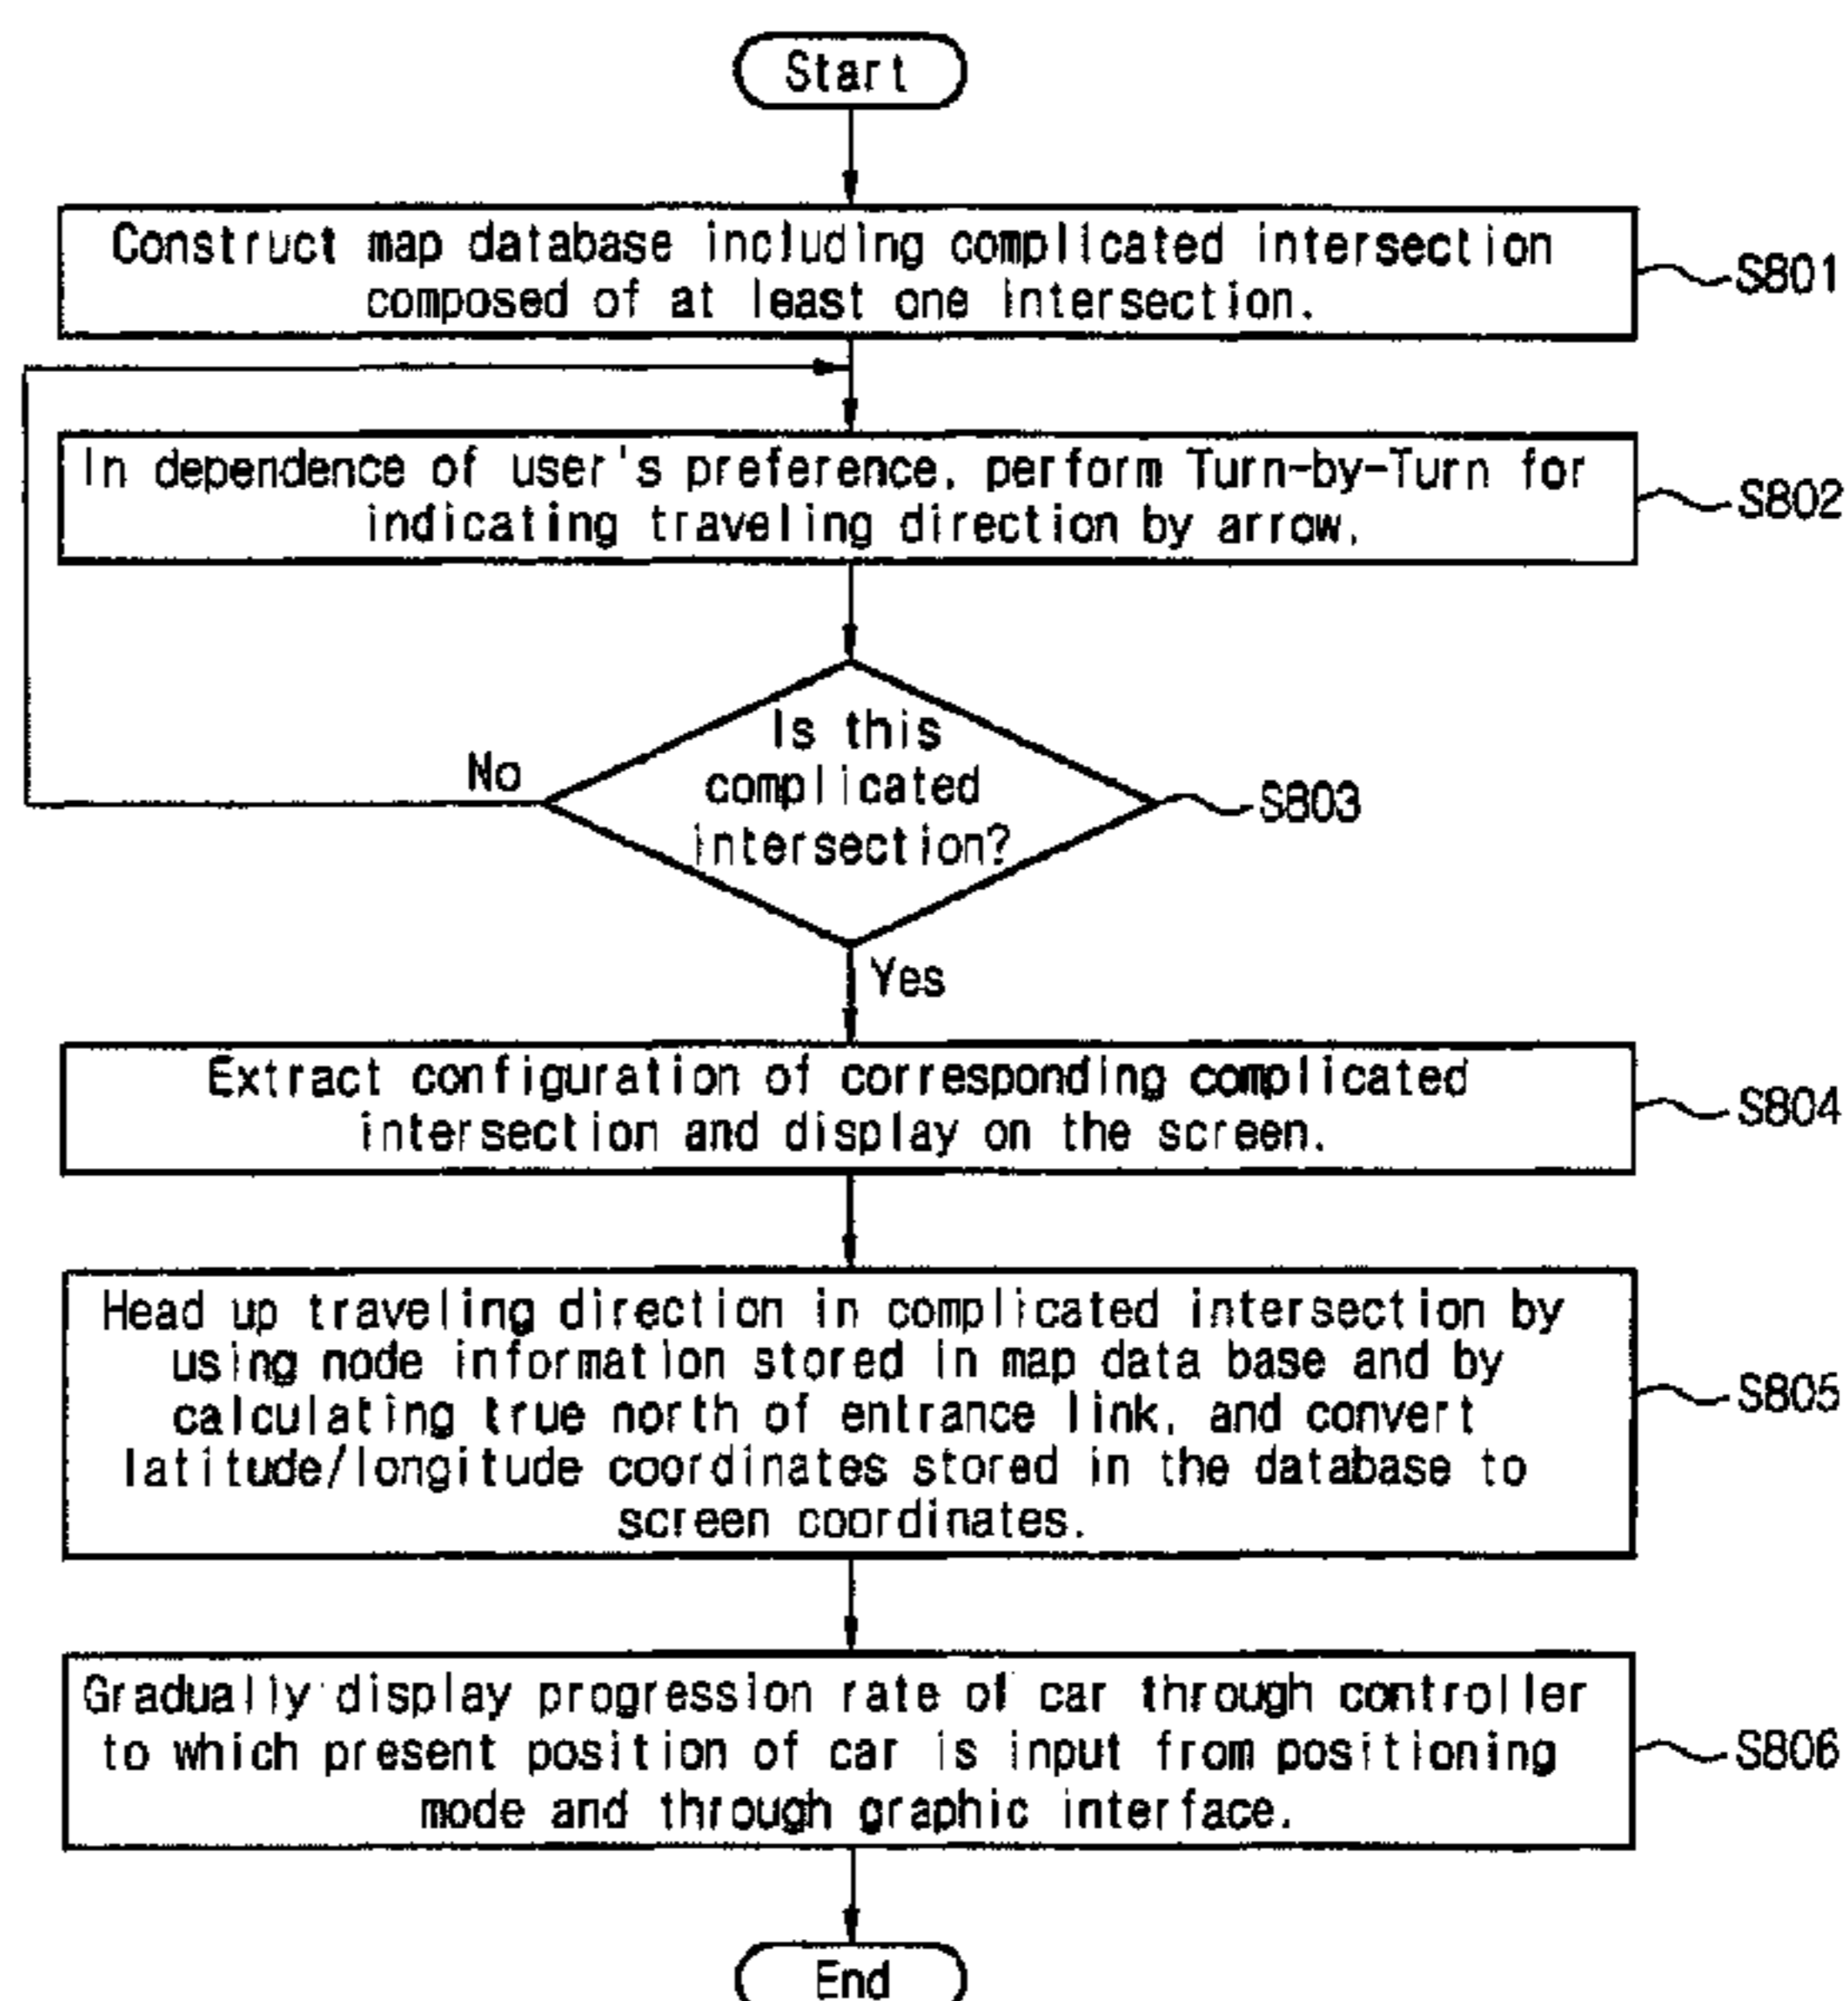 Start
Construct map database including complicated intersection
composed of at least one intersection.
S801
In dependence of user's preference, perform Turn-by-Turn for
indicating traveling direction by arrow.
S802
Is this
complicated
intersection?
S803
No
Yes
Extract configuration of corresponding complicated
intersection and display on the screen.
S804
Head up traveling direction in complicated intersection by
using node information stored in map data base and by
calculating true north of entrance link, and convert
latitude/longitude coordinates stored in the database to
screen coordinates.
S805
Gradually display progression rate of car through controller
to which present position of car is input from positioning
mode and through graphic interface.
S806
End